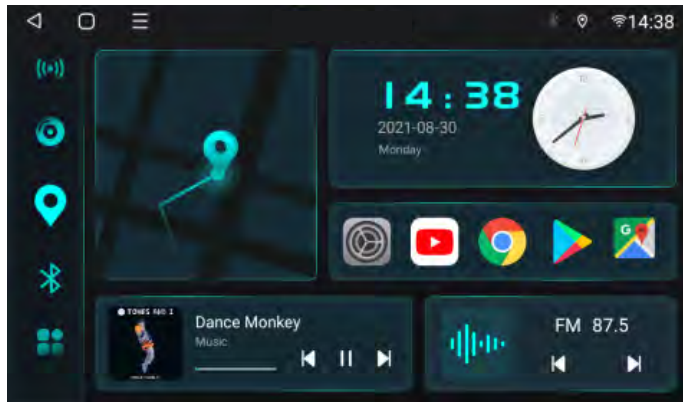 14:38
14:38
2021-08-30
Monday
G
TONES AND I
Dance Monkey
Music
FM 87.5